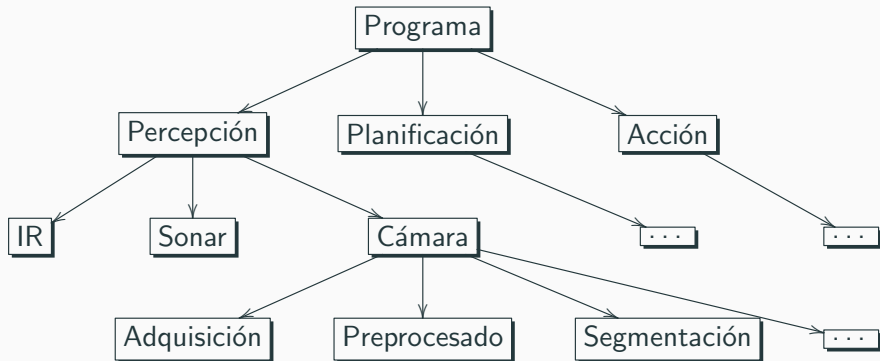 Programa
Percepción
Planificación
Acción
IR
Sonar
Cámara
...
...
Adquisición
Preprocesado
Segmentación
...